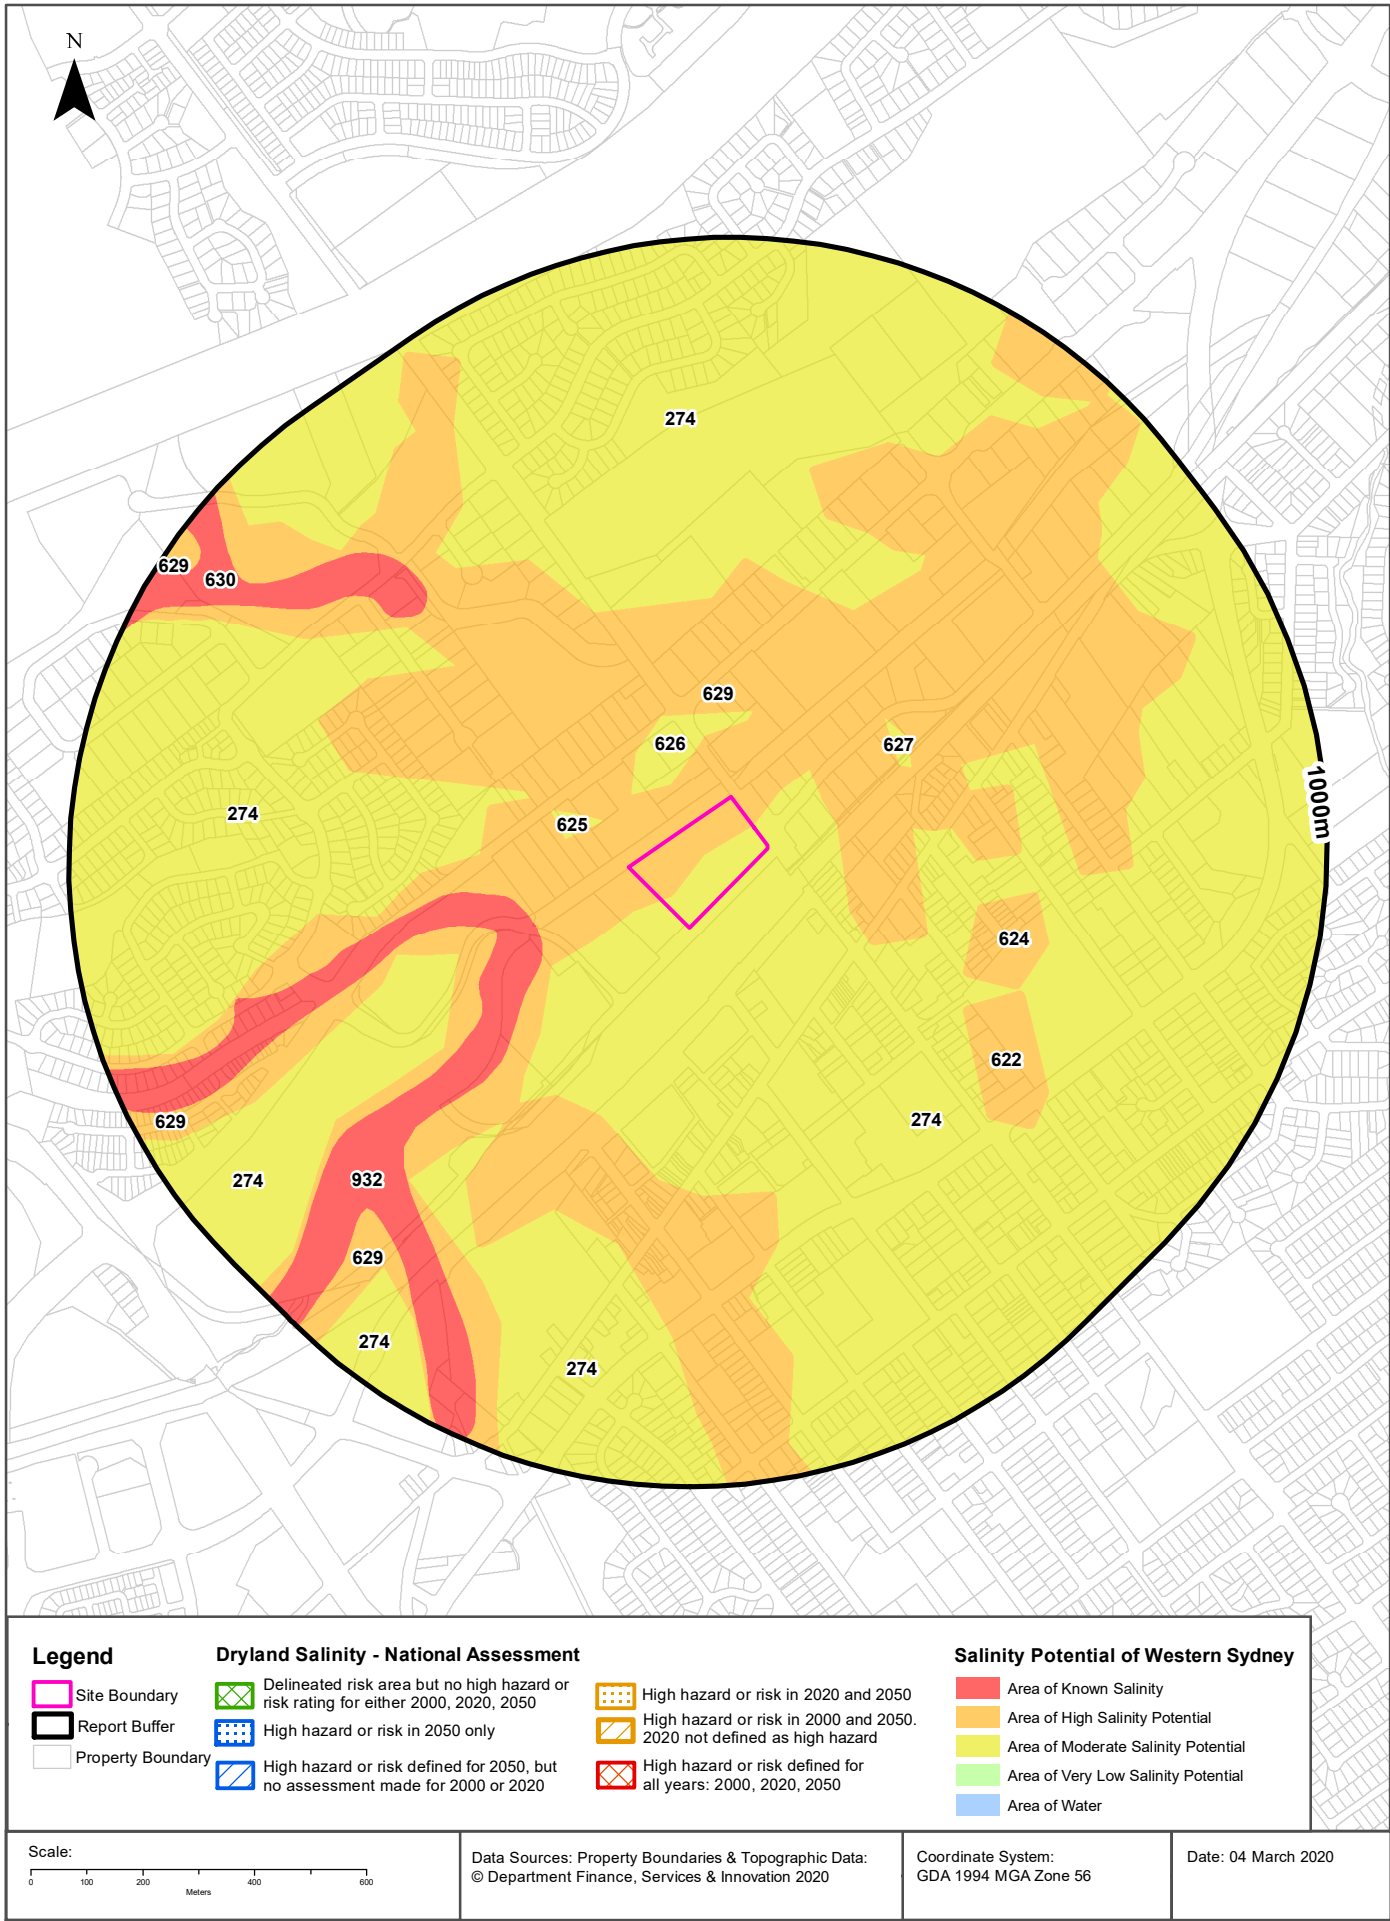 N
274
629
630
629
626
627
274
625
1000m
624
622
629
274
274
932
629
274
274
Legend
Site Boundary
Report Buffer
Property Boundary
Dryland Salinity - National Assessment
Delineated risk area but no high hazard or
risk rating for either 2000, 2020, 2050
High hazard or risk in 2050 only
High hazard or risk defined for 2050, but
no assessment made for 2000 or 2020
High hazard or risk in 2020 and 2050
High hazard or risk in 2000 and 2050.
2020 not defined as high hazard
High hazard or risk defined for
all years: 2000, 2020, 2050
Salinity Potential of Western Sydney
Area of Known Salinity
Area of High Salinity Potential
Area of Moderate Salinity Potential
Area of Very Low Salinity Potential
Area of Water
Scale:
0 100 200 400 600
Meters
Data Sources: Property Boundaries & Topographic Data:
© Department Finance, Services & Innovation 2020
Coordinate System:
GDA 1994 MGA Zone 56
Date: 04 March 2020